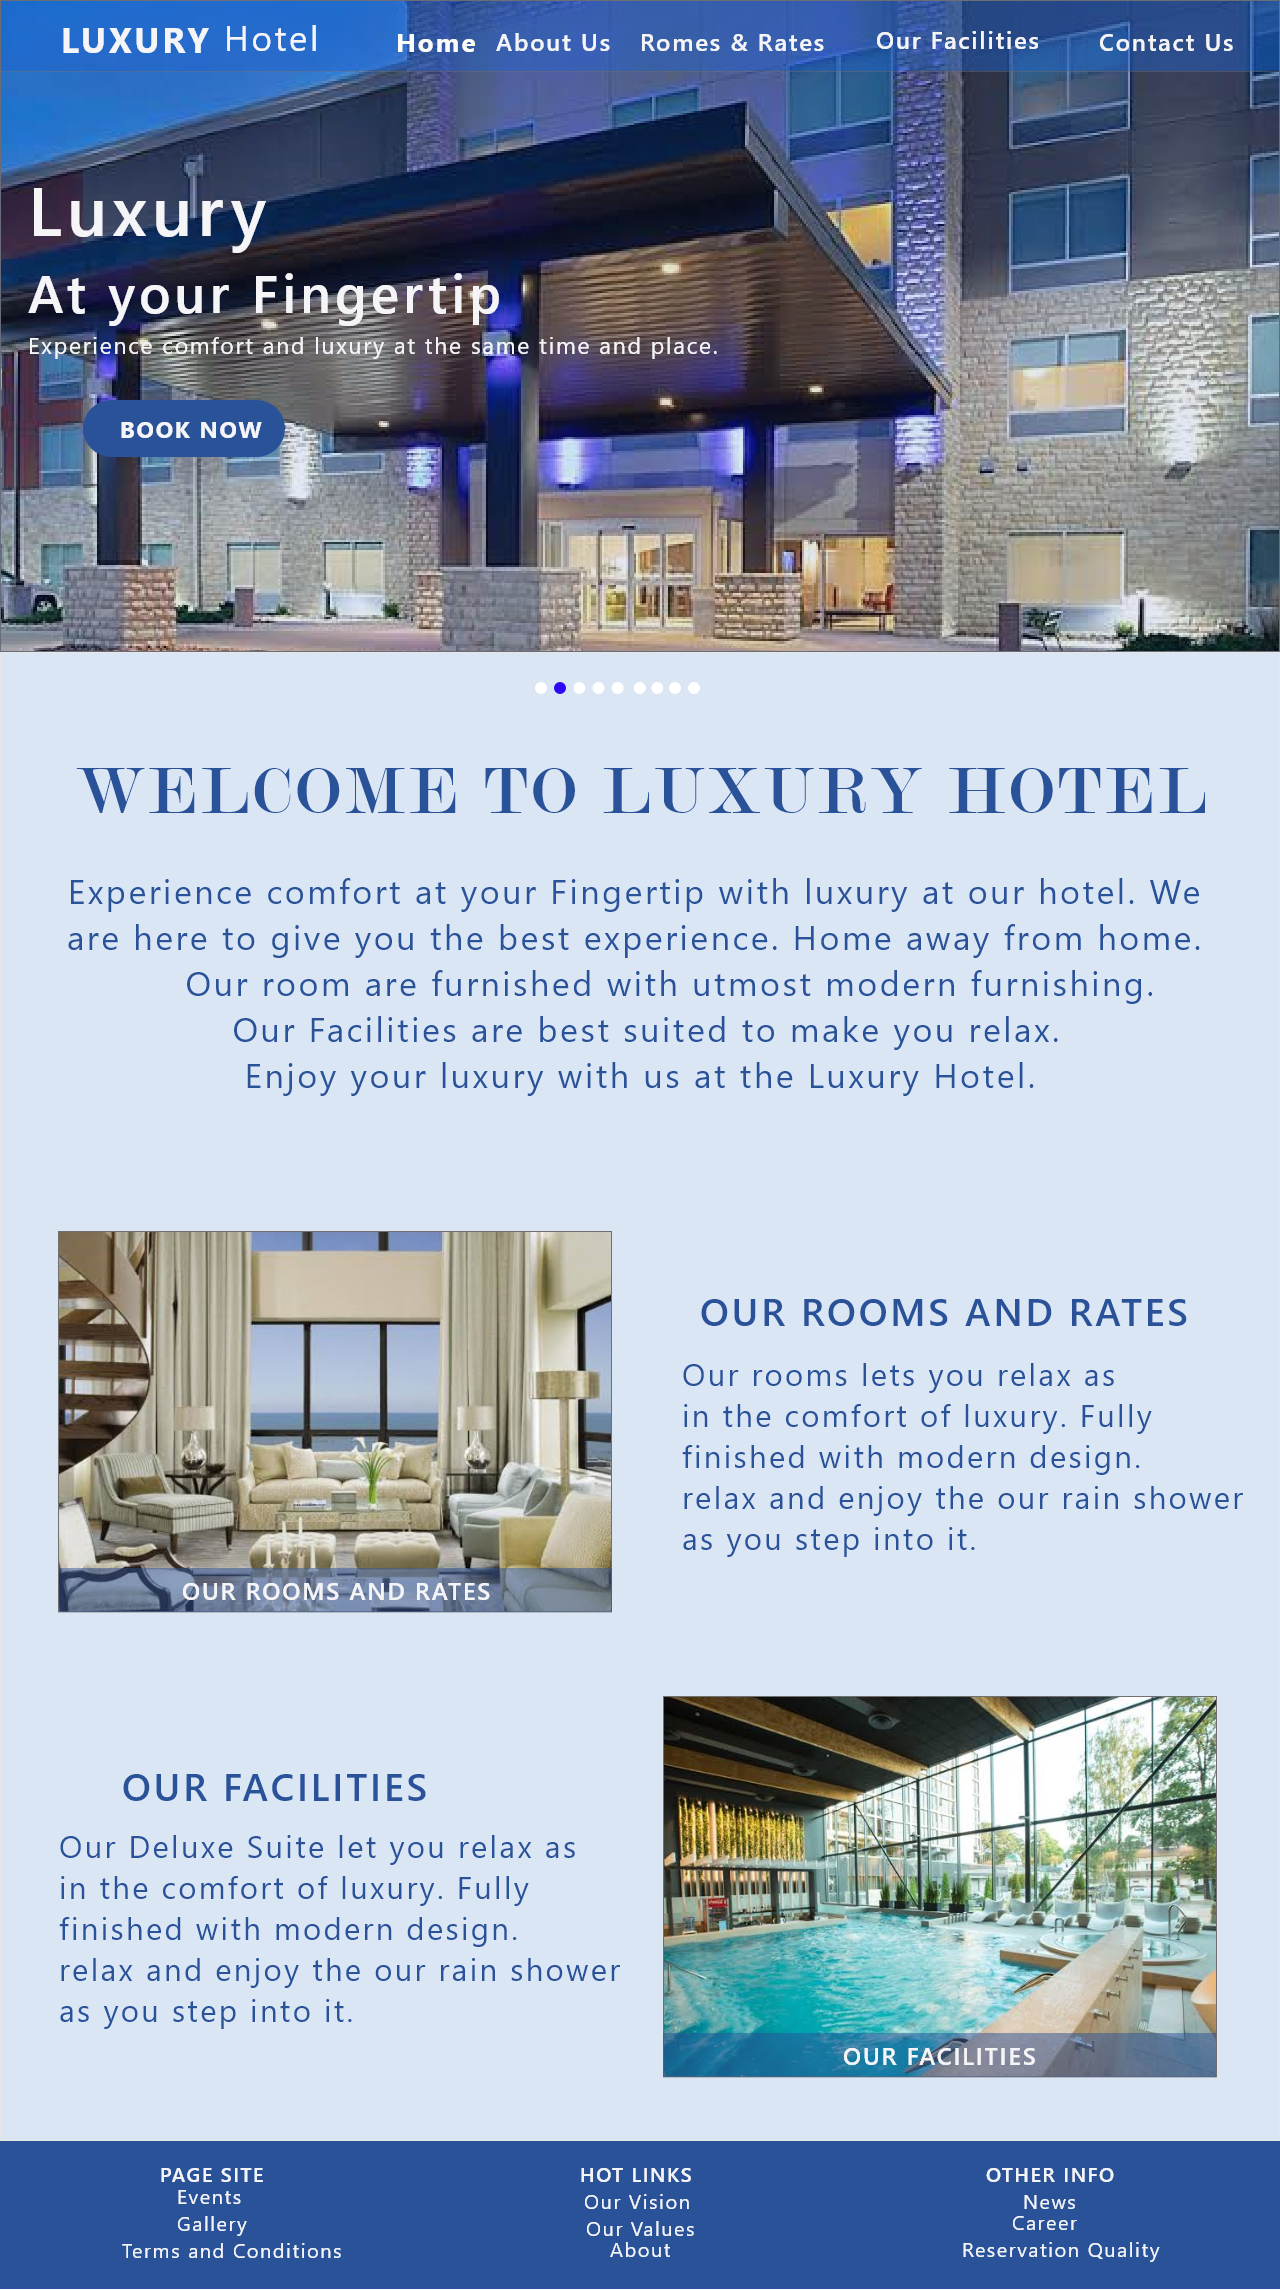 LUXURY Hotel Home About Us Romes & Rates Our Facilities Contact Us
Luxury
At your Fingertip
Experience comfort and luxury at the same time and place.
BOOK NOW
WELCOME TO LUXURY HOTEL
Experience comfort at your Fingertip with luxury at our hotel. We
are here to give you the best experience. Home away from home.
Our room are furnished with utmost modern furnishing.
Our Facilities are best suited to make you relax.
Enjoy your luxury with us at the Luxury Hotel.
OUR ROOMS AND RATES
OUR ROOMS AND RATES
Our rooms lets you relax as
in the comfort of luxury. Fully
finished with modern design.
relax and enjoy the our rain shower
as you step into it.
OUR FACILITIES
Our Deluxe Suite let you relax as
in the comfort of luxury. Fully
finished with modern design.
relax and enjoy the our rain shower
as you step into it.
OUR FACILITIES
PAGE SITE
Events
Gallery
Terms and Conditions
HOT LINKS
Our Vision
Our Values
About
OTHER INFO
News
Career
Reservation Quality